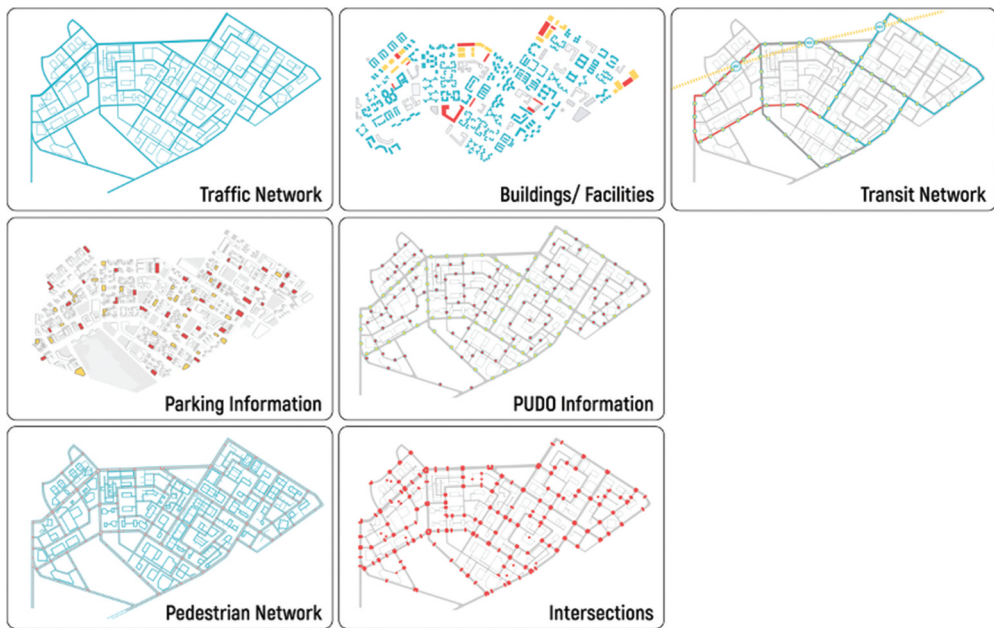 Traffic Network
Buildings/ Facilities
Transit Network
Parking Information
PUDO Information
Pedestrian Network
Intersections